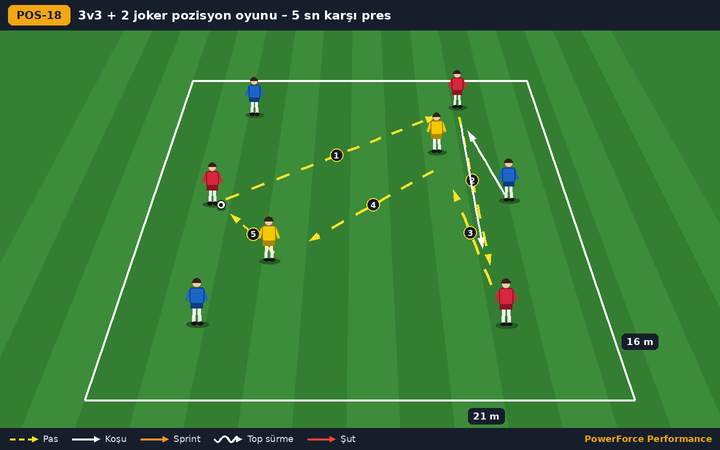 POS-18 3v3 + 2 joker pozisyon oyunu – 5 sn karşı pres
1
2
4
3
5
16 m
21 m
Pas Koşu Sprint Top sürme Şut PowerForce Performance